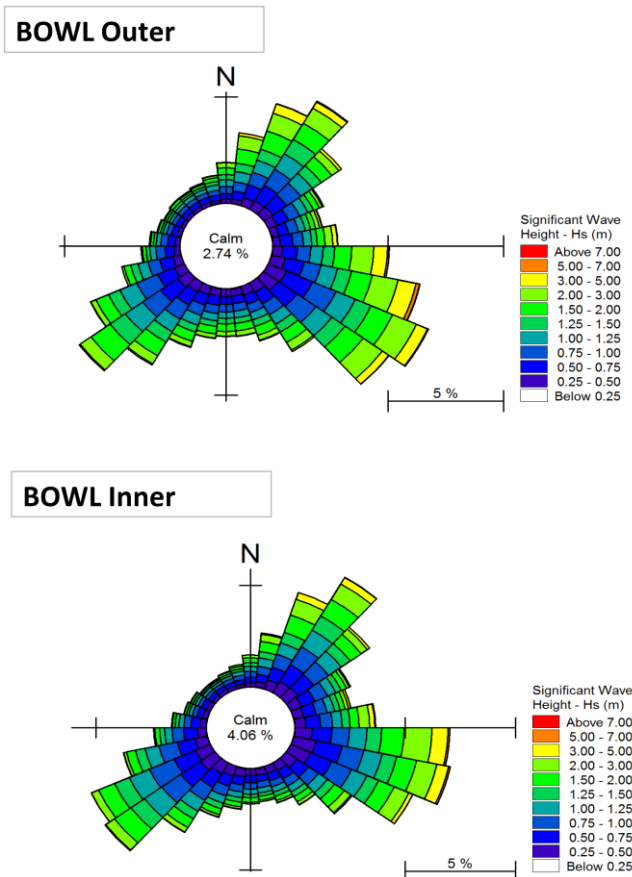 BOWL Outer
N
Calm
2.74 %
Significant Wave
Height - Hs (m)
Above 7.00
5.00 - 7.00
3.00 - 5.00
2.00 - 3.00
1.50 - 2.00
1.25 - 1.50
1.00 - 1.25
0.75 - 1.00
0.50 - 0.75
0.25 - 0.50
Below 0.25
5 %
BOWL Inner
N
Calm
4.06 %
Significant Wave
Height - Hs (m)
Above 7.00
5.00 - 7.00
3.00 - 5.00
2.00 - 3.00
1.50 - 2.00
1.25 - 1.50
1.00 - 1.25
0.75 - 1.00
0.50 - 0.75
0.25 - 0.50
Below 0.25
5 %